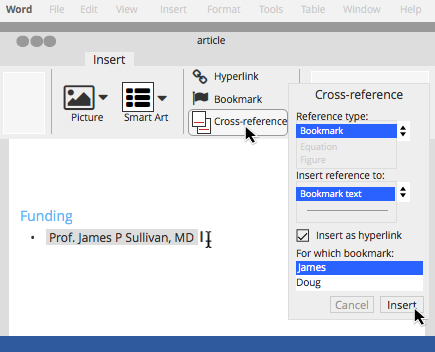 Word File Edit View Insert Format Tools Table Window Help
article
Insert
Picture
Smart Art
Hyperlink
Bookmark
Cross-reference
Cross-reference
Reference type:
Bookmark
Equation
Figure
Insert reference to:
Bookmark text
Insert as hyperlink
For which bookmark:
James
Doug
Cancel Insert
Funding
• Prof. James P Sullivan, MD